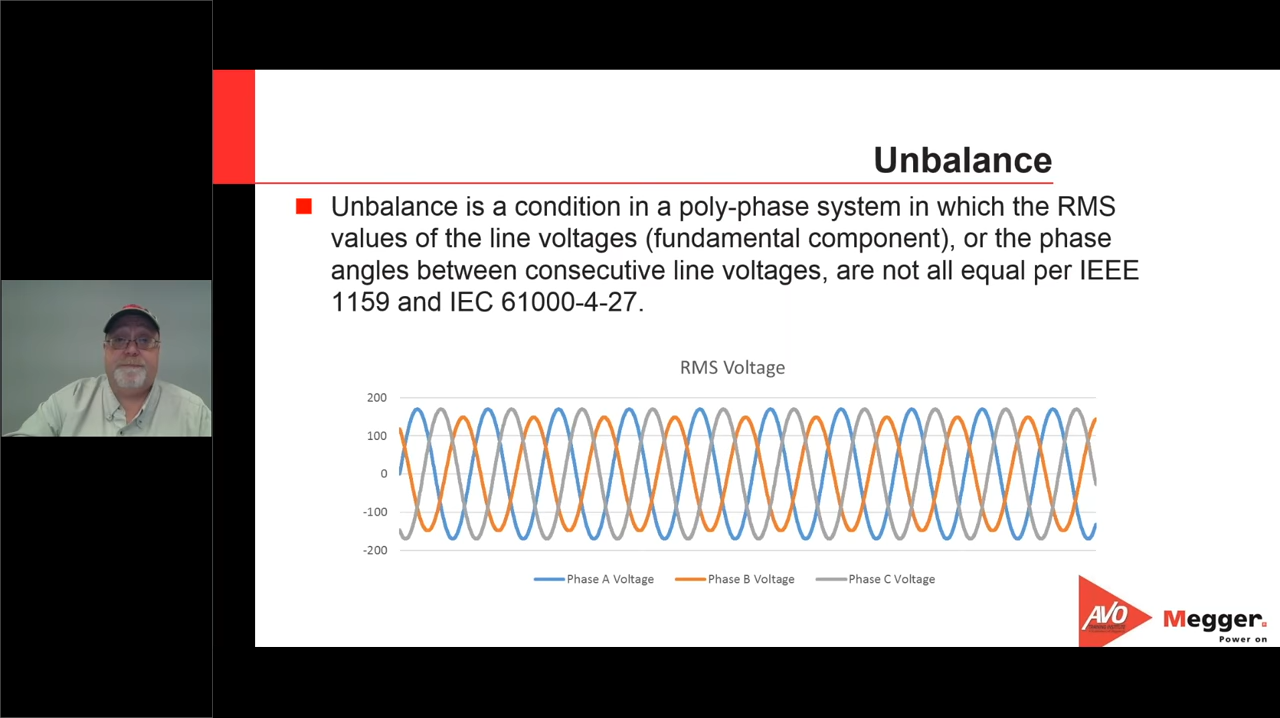 Unbalance
Unbalance is a condition in a poly-phase system in which the RMS
values of the line voltages (fundamental component), or the phase
angles between consecutive line voltages, are not all equal per IEEE
1159 and IEC 61000-4-27.
RMS Voltage
200
100
0
-100
-200
Phase A Voltage Phase B Voltage Phase C Voltage
AVO
Megger.
Power on